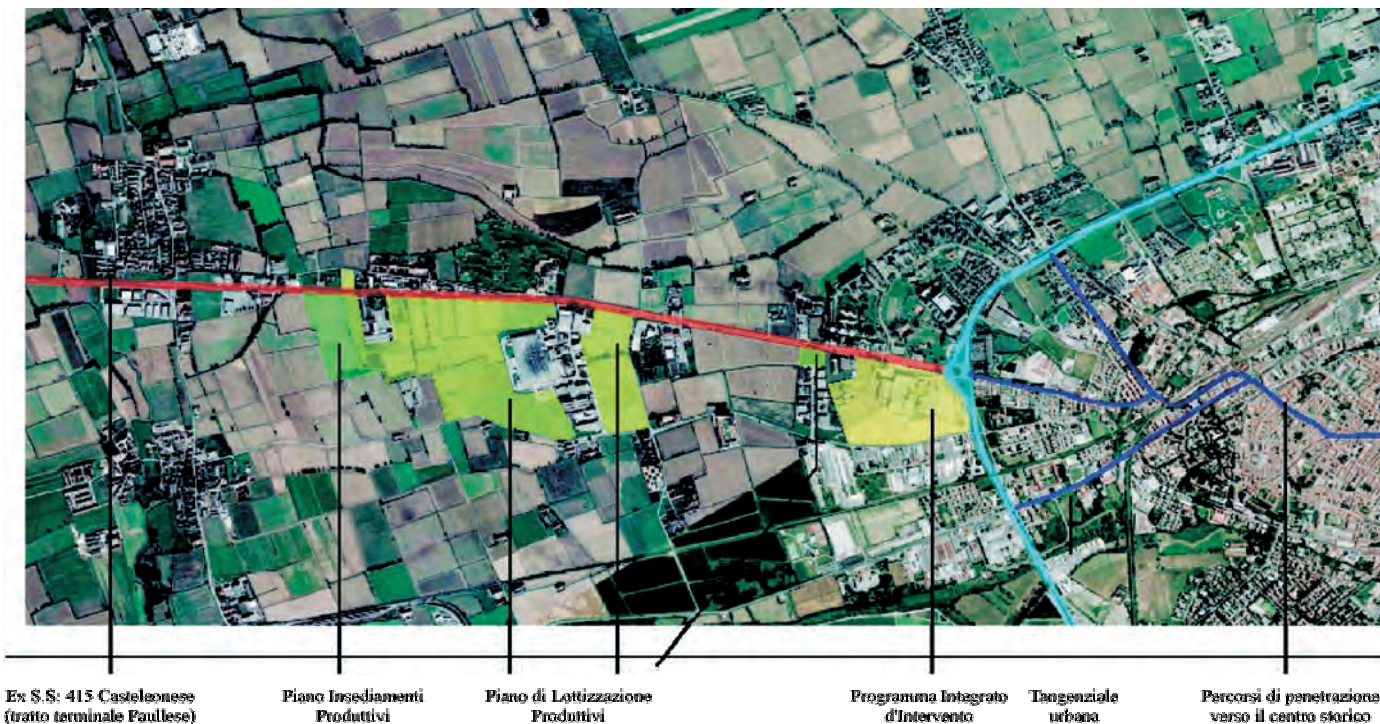 Ex S.S: 415 Casteleonese
(tratto terminale Paullese)
Piano Insediamenti
Produttivi
Piano di Lottizzazione
Produttivi
Programma Integrato
d'Intervento
Tangenziale
urbana
Percorsi di penetrazione
verso il centro storico